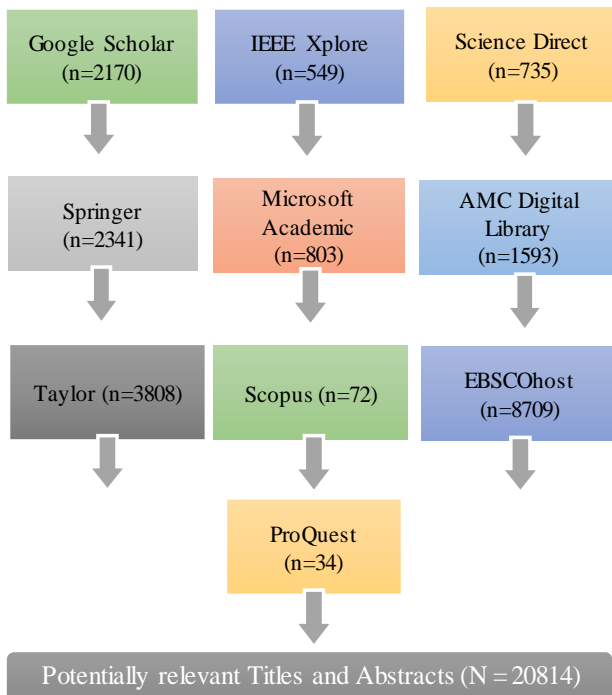 Google Scholar
(n=2170)
IEEE Xplore
(n=549)
Science Direct
(n=735)
Springer
(n=2341)
Microsoft
Academic
(n=803)
AMC Digital
Library
(n=1593)
Taylor (n=3808)
Scopus (n=72)
EBSCOhost
(n=8709)
ProQuest
(n=34)
Potentially relevant Titles and Abstracts (N = 20814)